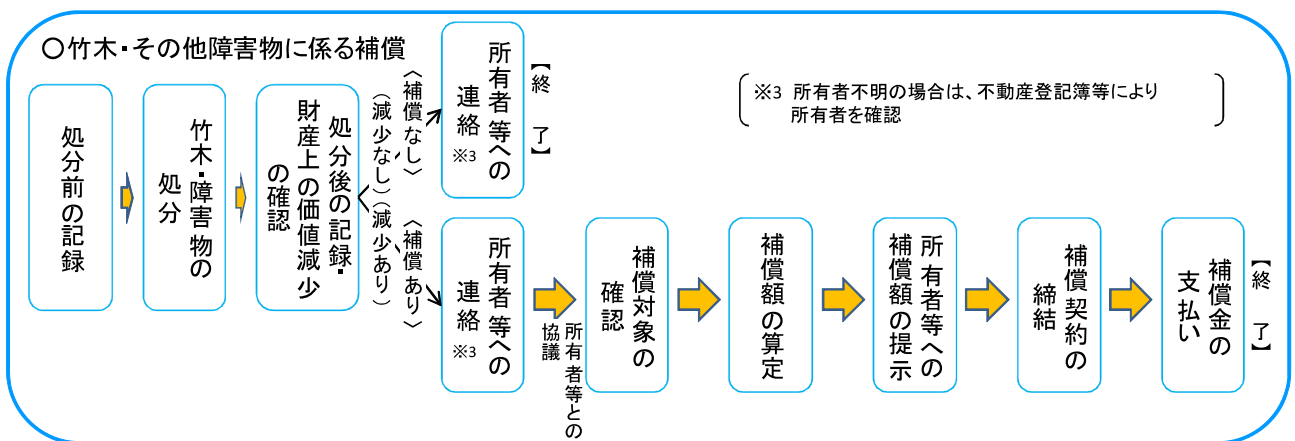 〇竹木・その他障害物に係る補償
処分前の記録
竹木・障害物の
処分
処分後の記録・
財産上の価値減少
の確認
（減少なし）
〈補償なし〉
所有者等への
連絡 ※3
【終 了】
※3 所有者不明の場合は、不動産登記簿等により
所有者を確認
（減少あり）
〈補償あり〉
所有者等への
連絡 ※3
所有者等との
協議
補償対象の
確認
補償額の算定
所有者等への
補償額の提示
補償契約の
締結
補償金の
支払い
【終 了】